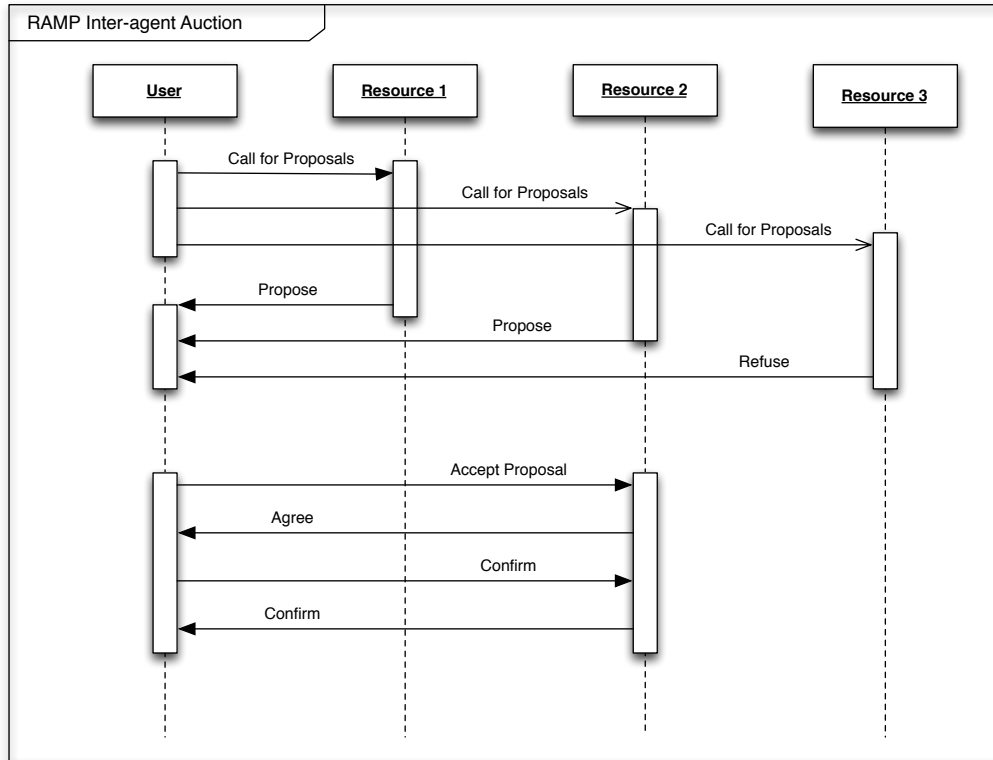 RAMP Inter-agent Auction
User
Resource 1
Resource 2
Resource 3
Call for Proposals
Call for Proposals
Call for Proposals
Propose
Propose
Refuse
Accept Proposal
Agree
Confirm
Confirm